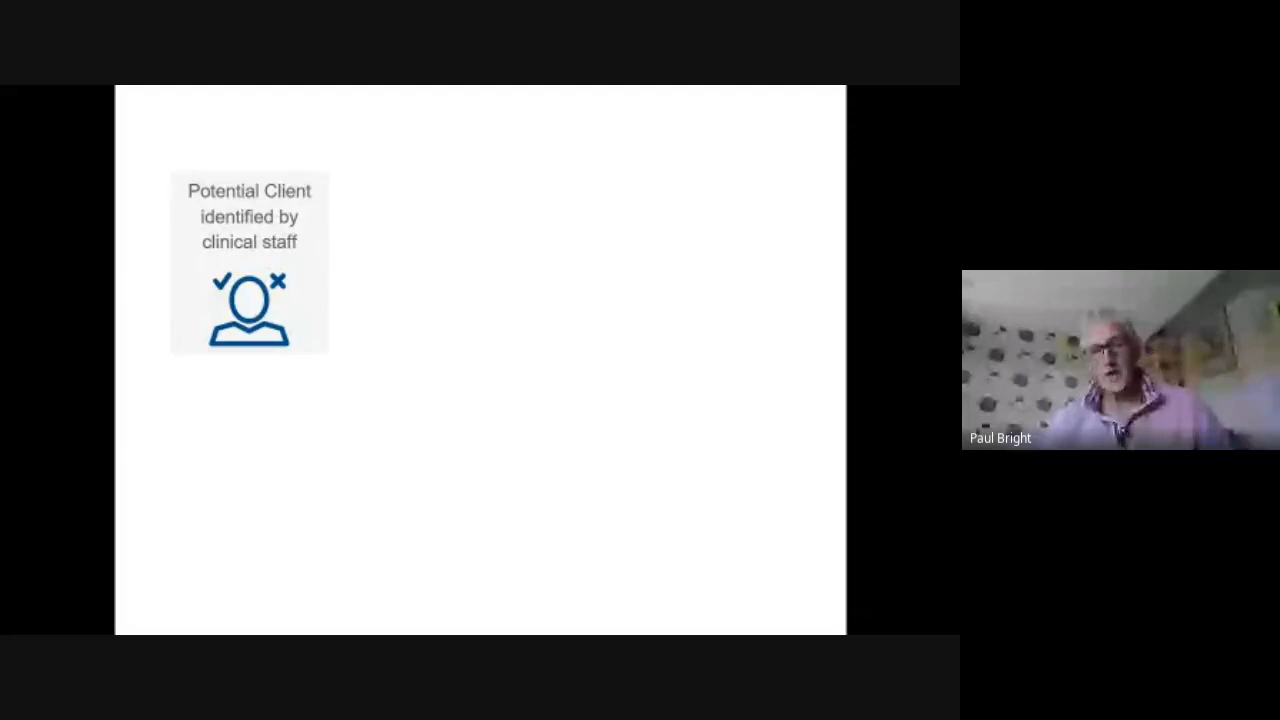 Potential Client
identified by
clinical staff
Paul Bright